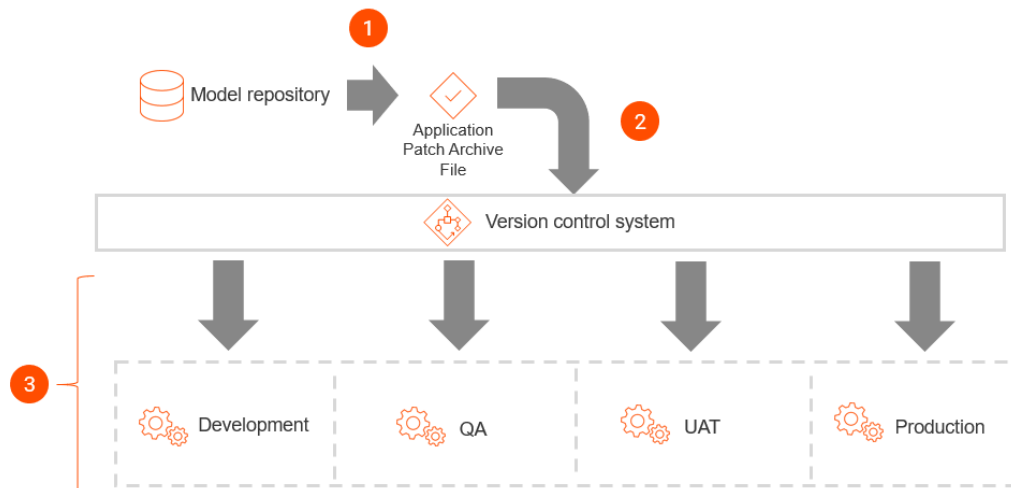 1
Model repository
Application
Patch Archive
File
2
Version control system
3
Development
QA
UAT
Production